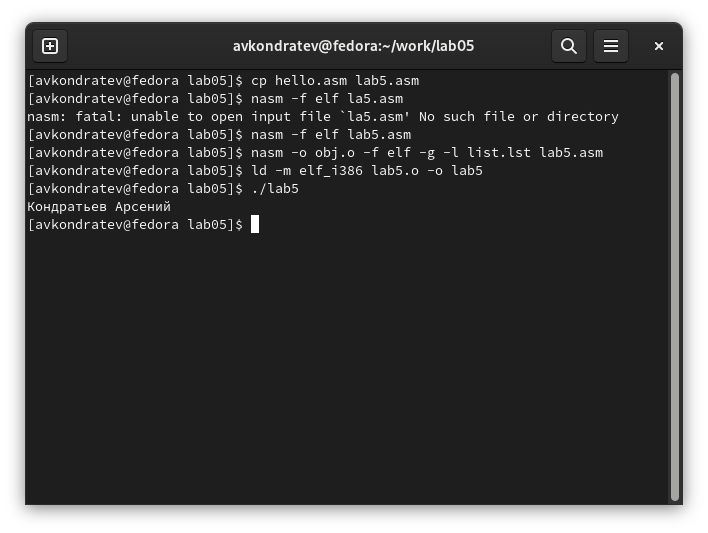 avkondratev@fedora:~/work/lab05
[avkondratev@fedora lab05]$ cp hello.asm lab5.asm
[avkondratev@fedora lab05]$ nasm -f elf la5.asm
nasm: fatal: unable to open input file `la5.asm' No such file or directory
[avkondratev@fedora lab05]$ nasm -f elf lab5.asm
[avkondratev@fedora lab05]$ nasm -o obj.o -f elf -g -l list.lst lab5.asm
[avkondratev@fedora lab05]$ ld -m elf_i386 lab5.o -o lab5
[avkondratev@fedora lab05]$ ./lab5
Кондратьев Арсений
[avkondratev@fedora lab05]$